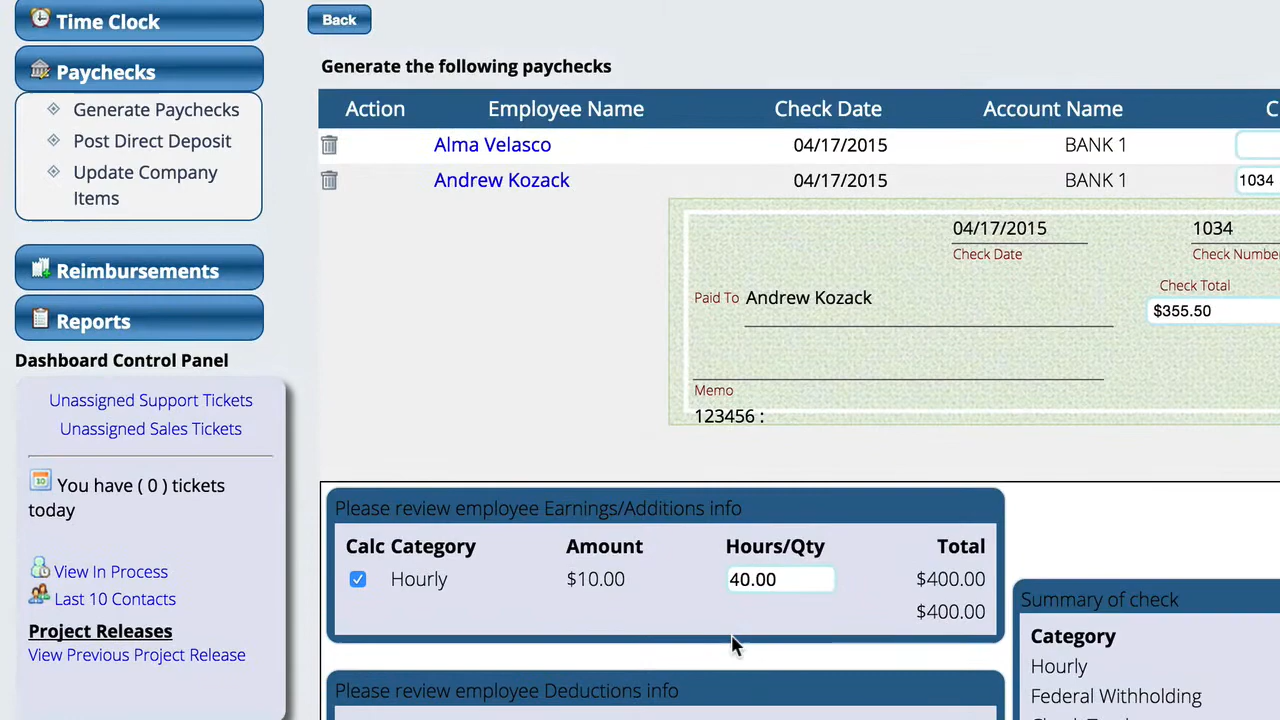 Time Clock
Paychecks
Generate Paychecks
Post Direct Deposit
Update Company
Items
Reimbursements
Reports
Dashboard Control Panel
Unassigned Support Tickets
Unassigned Sales Tickets
You have ( 0 ) tickets
today
View In Process
Last 10 Contacts
Project Releases
View Previous Project Release
Back
Generate the following paychecks
Action Employee Name Check Date Account Name C
Alma Velasco 04/17/2015 BANK 1
Andrew Kozack 04/17/2015 BANK 1 1034
04/17/2015 1034
Check Date Check Numbe
Check Total
Paid To Andrew Kozack
$355.50
Memo
123456 :
Please review employee Earnings/Additions info
Calc Category Amount Hours/Qty Total
Hourly $10.00 40.00 $400.00
$400.00
Please review employee Deductions info
Summary of check
Category
Hourly
Federal Withholding